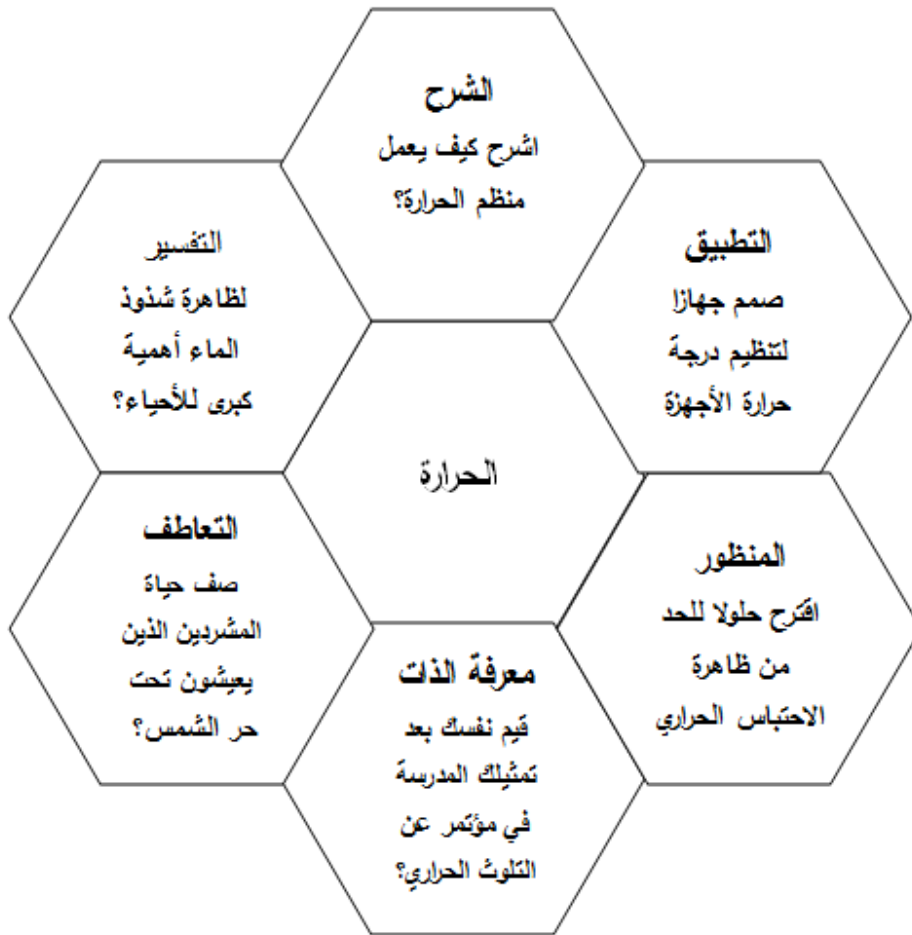 الشرح
اشرح كيف يعمل
منظم الحرارة؟
التطبيق
صمم جهازا
لتنظيم درجة
حرارة الأجهزة
المنظور
اقترح حلولا للحد
من ظاهرة
الاحتباس الحراري
معرفة الذات
قيم نفسك بعد
تمثيلك المدرسة
في مؤتمر عن
التلوث الحراري؟
التعاطف
صف حياة
المشردين الذين
يعيشون تحت
حر الشمس؟
التفسير
لظاهرة شذوذ
الماء أهمية
كبرى للأحياء؟
الحرارة